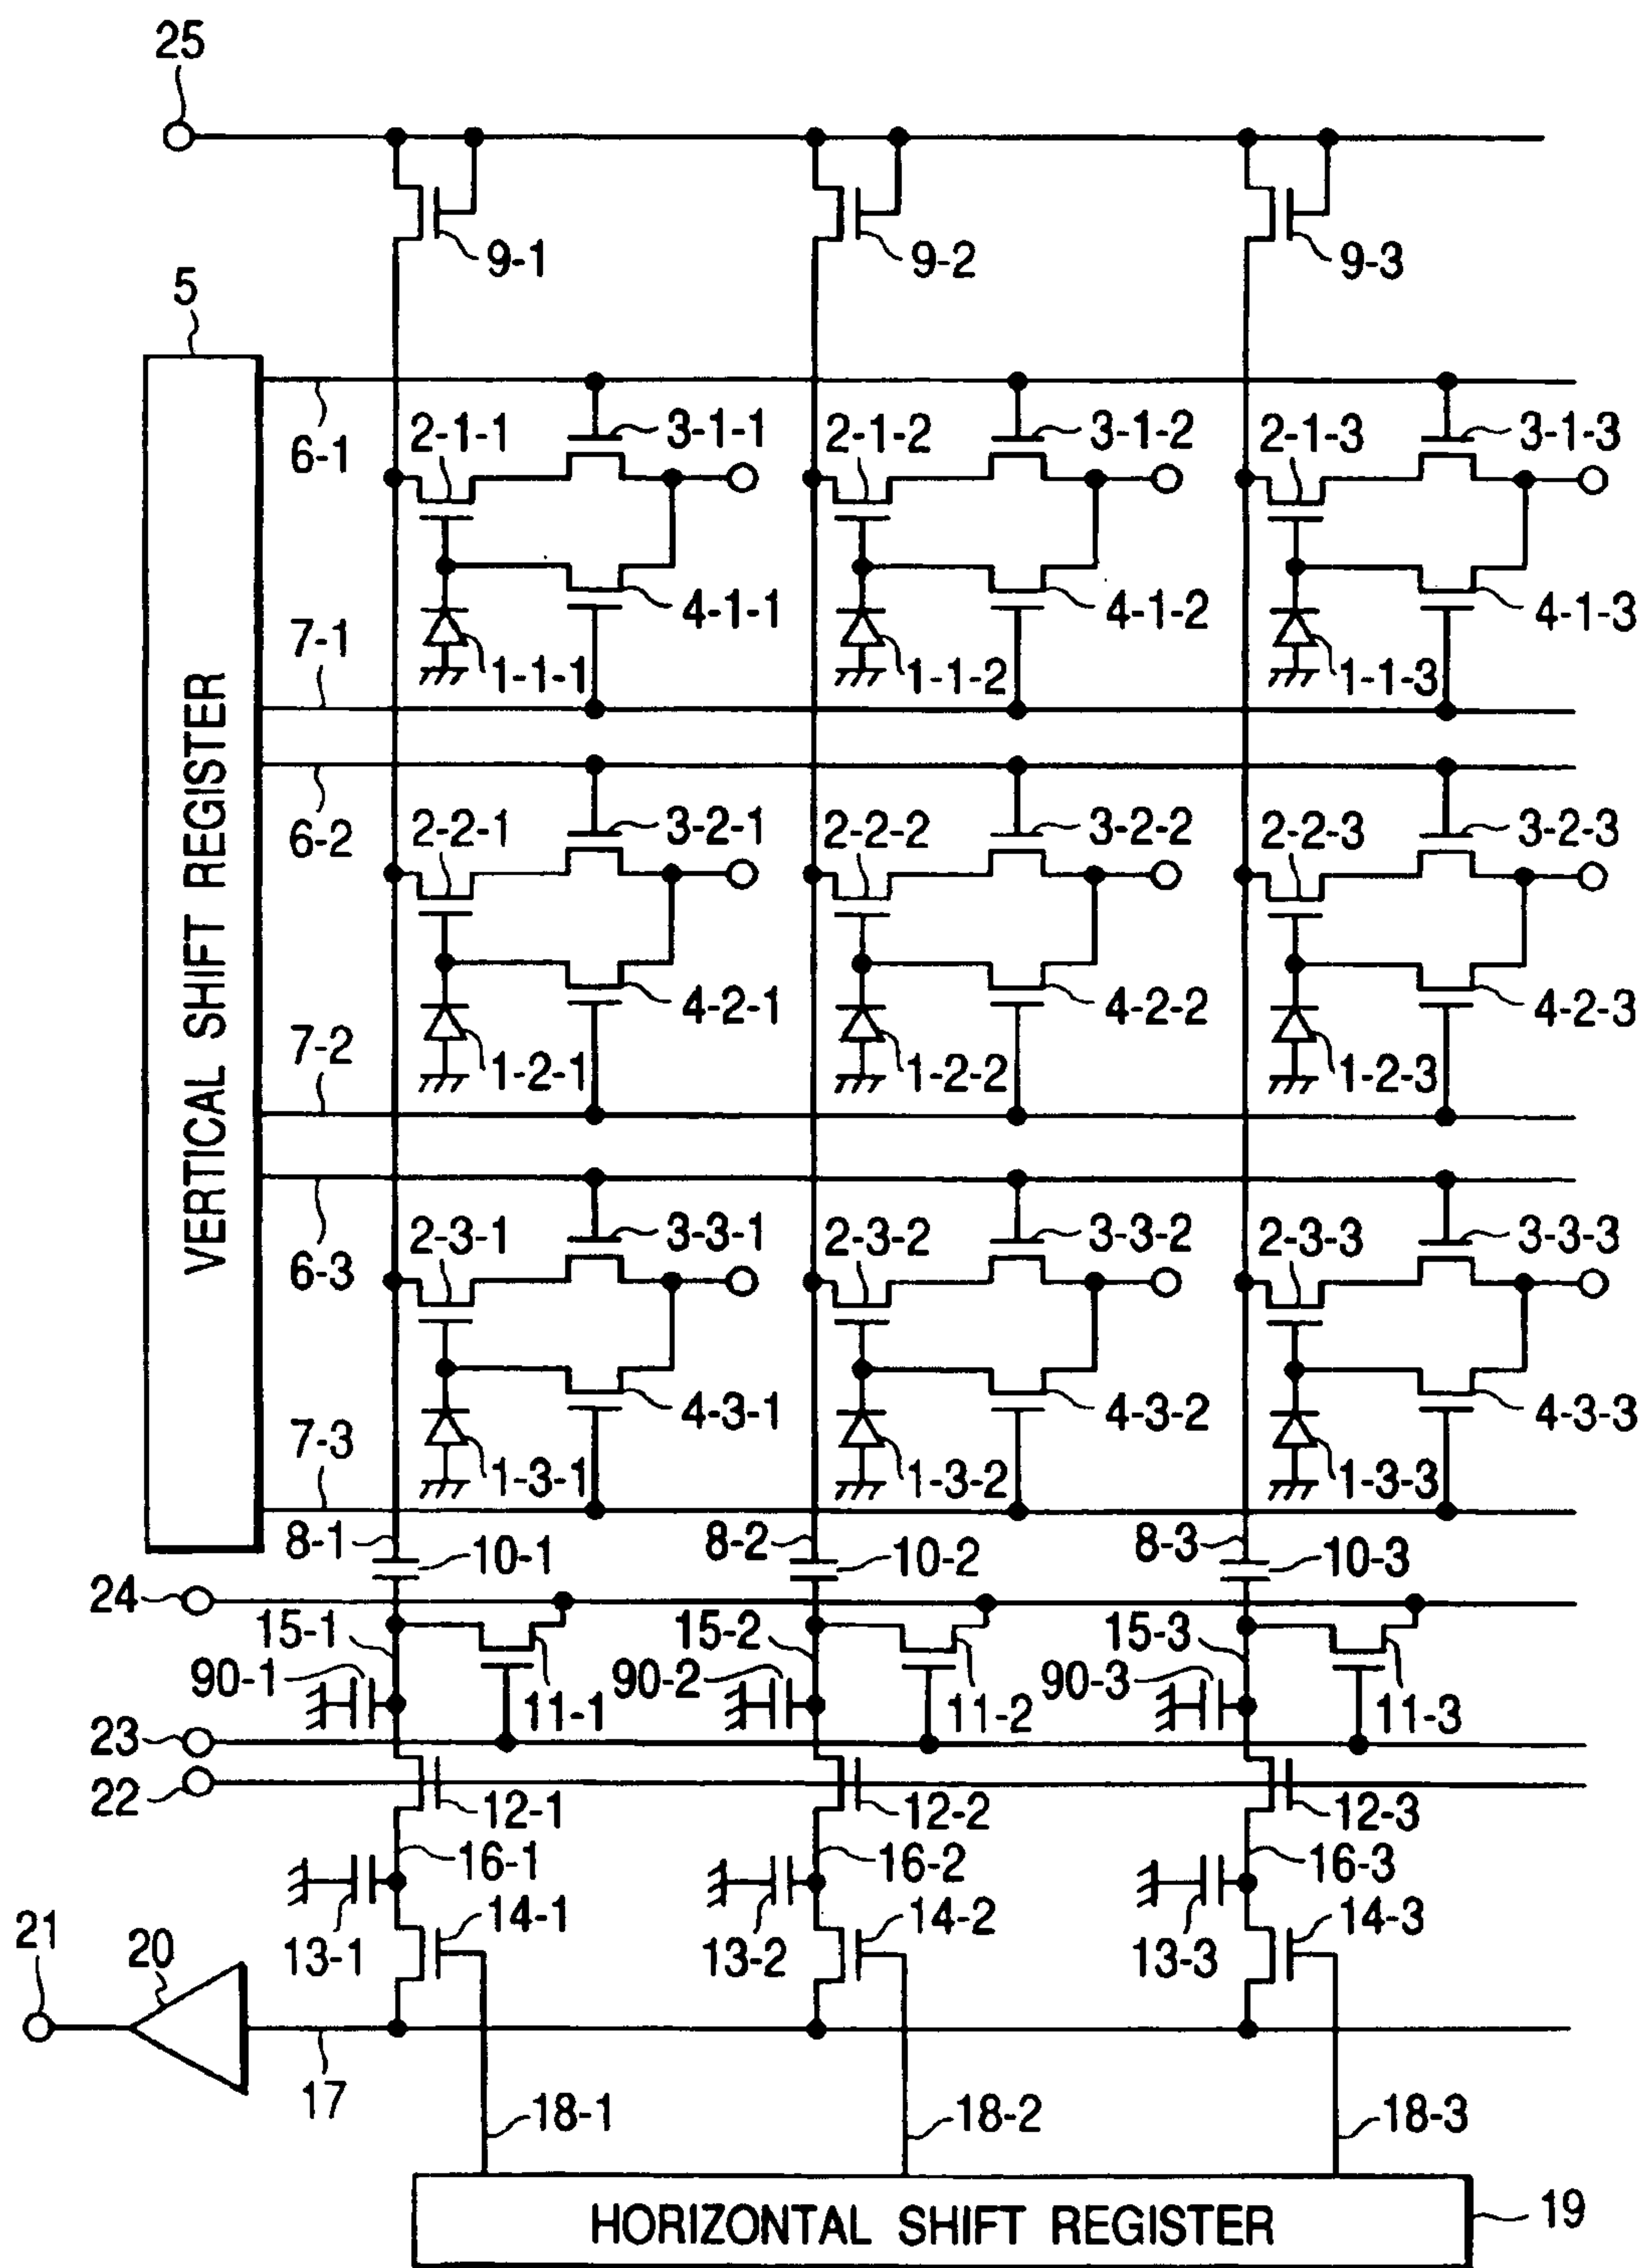 25
9-1 9-2 9-3
5
6-1 2-1-1 3-1-1 2-1-2 3-1-2 2-1-3 3-1-3
4-1-1 4-1-2 4-1-3
7-1 1-1-1 1-1-2 1-1-3
VERTICAL SHIFT REGISTER
6-2 2-2-1 3-2-1 2-2-2 3-2-2 2-2-3 3-2-3
4-2-1 4-2-2 4-2-3
7-2 1-2-1 1-2-2 1-2-3
6-3 2-3-1 3-3-1 2-3-2 3-3-2 2-3-3 3-3-3
4-3-1 4-3-2 4-3-3
7-3 1-3-1 1-3-2 1-3-3
8-1 10-1 8-2 10-2 8-3 10-3
24
15-1 15-2 15-3
90-1 11-1 90-2 11-2 90-3 11-3
23
22
12-1 12-2 12-3
16-1 16-2 16-3
13-1 14-1 13-2 14-2 13-3 14-3
21 20
17
18-1 18-2 18-3
HORIZONTAL SHIFT REGISTER 19